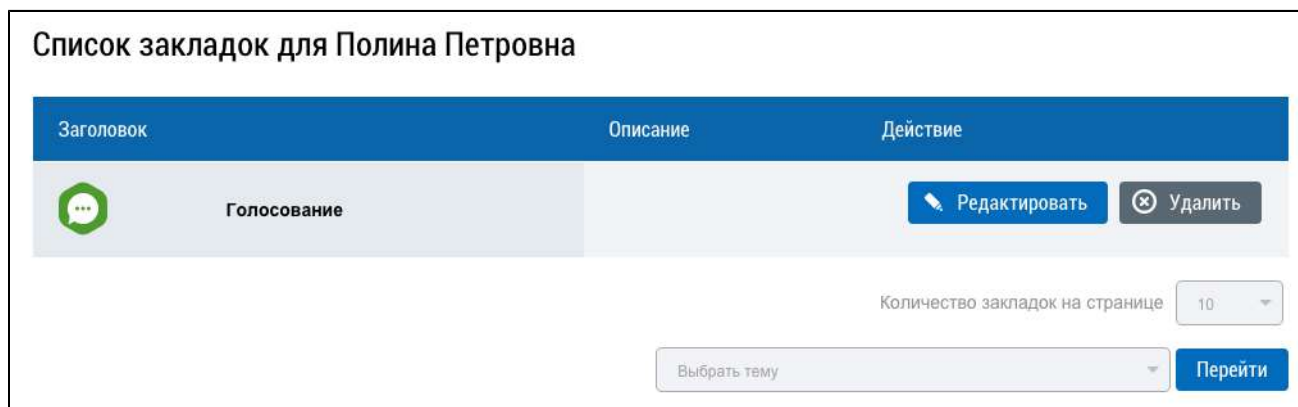 Список закладок для Полина Петровна
Заголовок Описание Действие
Голосование Редактировать Удалить
Количество закладок на странице 10
Выбрать тему Перейти